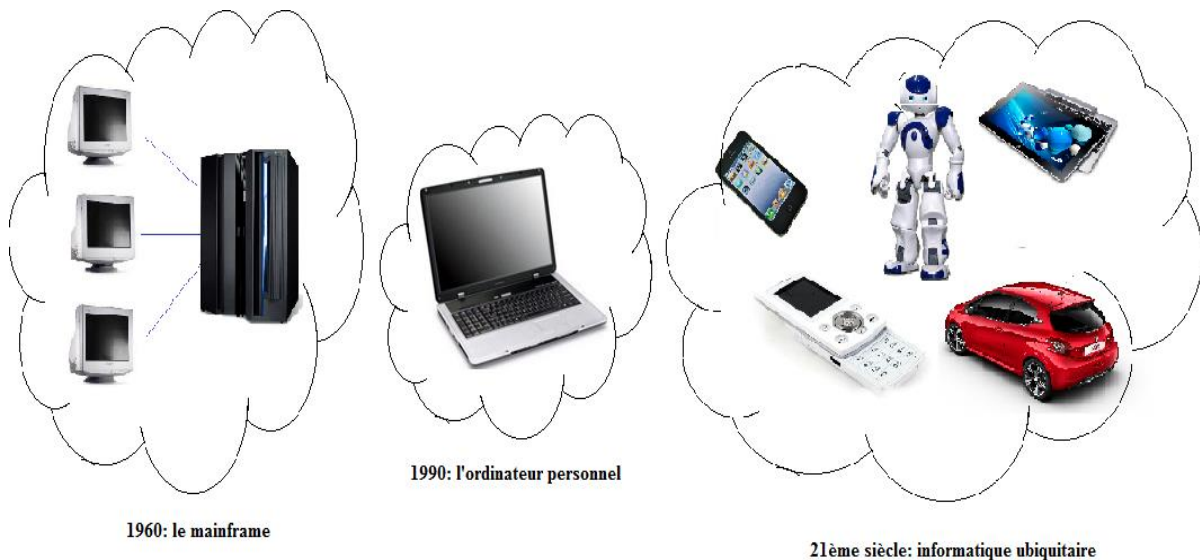 1960: le mainframe
1990: l'ordinateur personnel
21ème siècle: informatique ubiquitaire